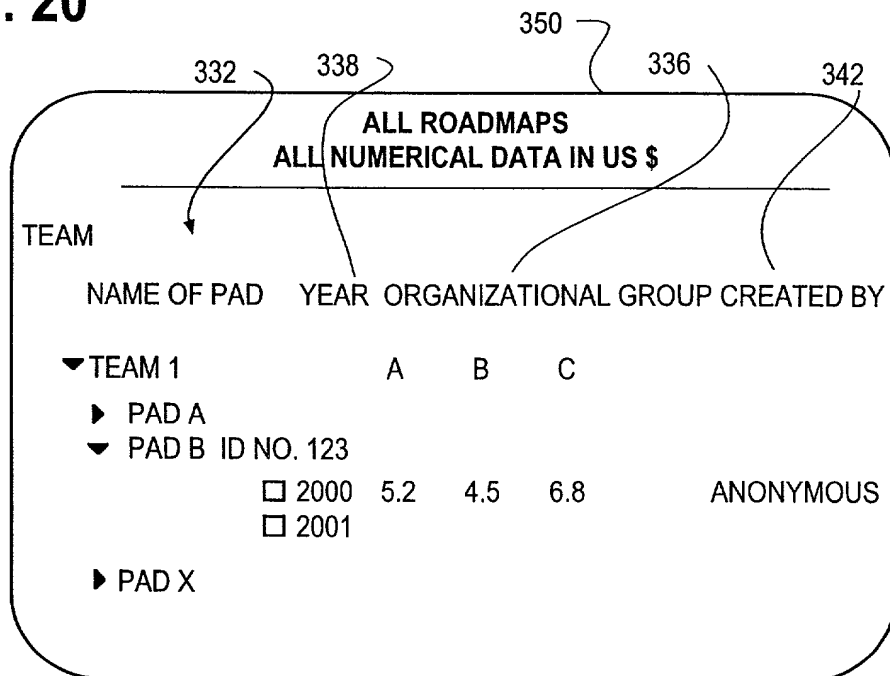 . 20
350
332 338 336 342
ALL ROADMAPS
ALL NUMERICAL DATA IN US $
TEAM
NAME OF PAD YEAR ORGANIZATIONAL GROUP CREATED BY
TEAM 1 A B C
PAD A
PAD B ID NO. 123
2000 5.2 4.5 6.8 ANONYMOUS
2001
PAD X